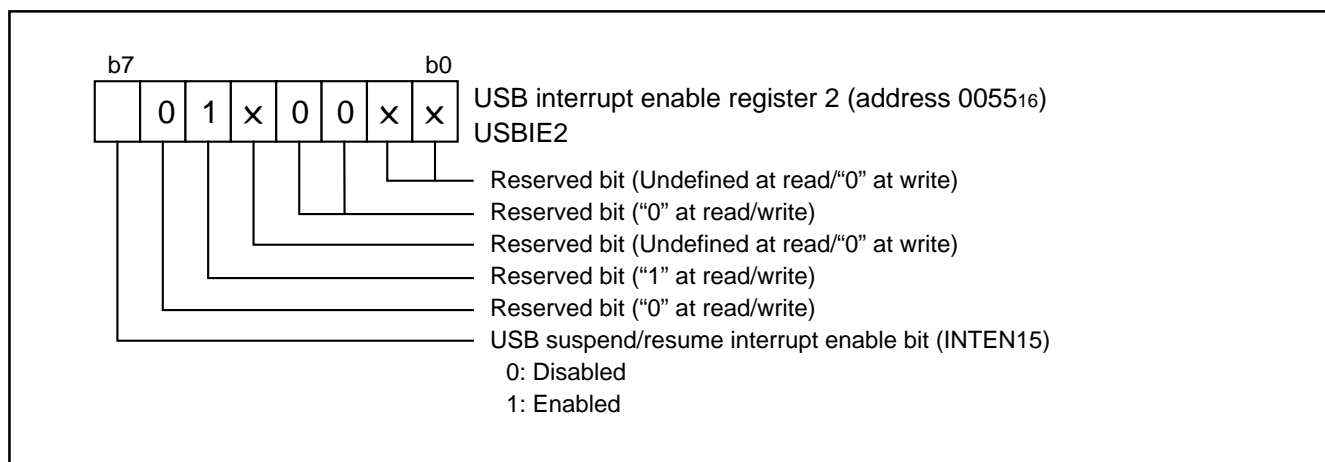 b7 b0
0 1 x 0 0 x x
USB interrupt enable register 2 (address 005516)
USBIE2
Reserved bit (Undefined at read/“0” at write)
Reserved bit (“0” at read/write)
Reserved bit (Undefined at read/“0” at write)
Reserved bit (“1” at read/write)
Reserved bit (“0” at read/write)
USB suspend/resume interrupt enable bit (INTEN15)
0: Disabled
1: Enabled